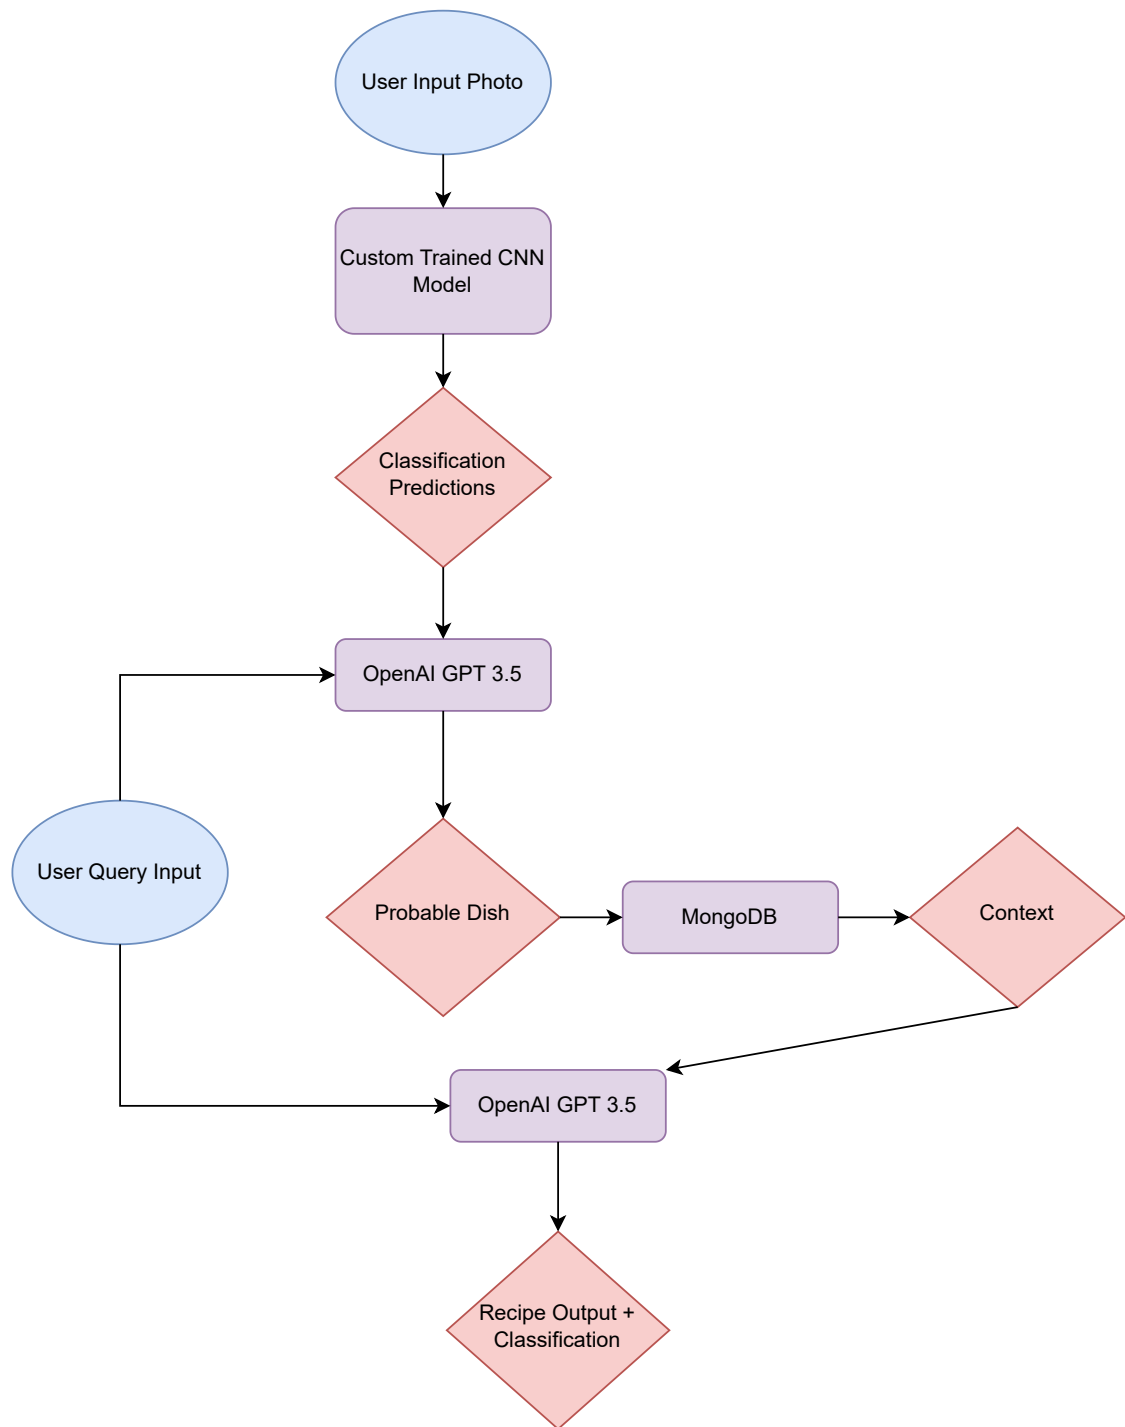 User Input Photo
Custom Trained CNN
Model
Classification
Predictions
OpenAI GPT 3.5
User Query Input
Probable Dish
MongoDB
Context
OpenAI GPT 3.5
Recipe Output +
Classification